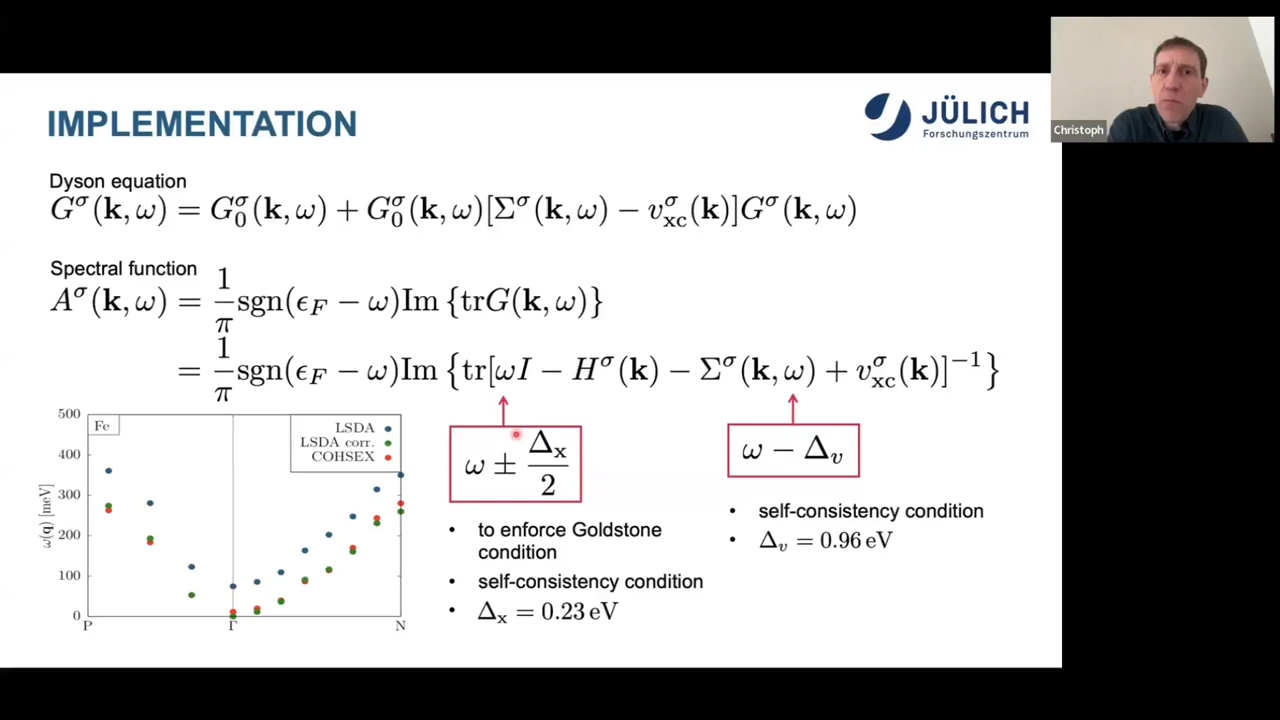 IMPLEMENTATION
JÜLICH
Forschungszentrum
Christoph
Dyson equation
G^σ(k, ω) = G_0^σ(k, ω) + G_0^σ(k, ω)[Σ^σ(k, ω) − v_xc^σ(k)]G^σ(k, ω)
Spectral function
A^σ(k, ω) = 1/π sgn(ϵ_F − ω)Im {trG(k, ω)}
= 1/π sgn(ϵ_F − ω)Im {tr[ωI − H^σ(k) − Σ^σ(k, ω) + v_xc^σ(k)]^−1}
Fe
LSDA
LSDA corr.
COHSEX
500
400
300
200
100
0
ω(q) [meV]
P
Γ
N
ω ± Δ_x/2
• to enforce Goldstone
condition
• self-consistency condition
• Δ_x = 0.23 eV
ω − Δ_v
• self-consistency condition
• Δ_v = 0.96 eV